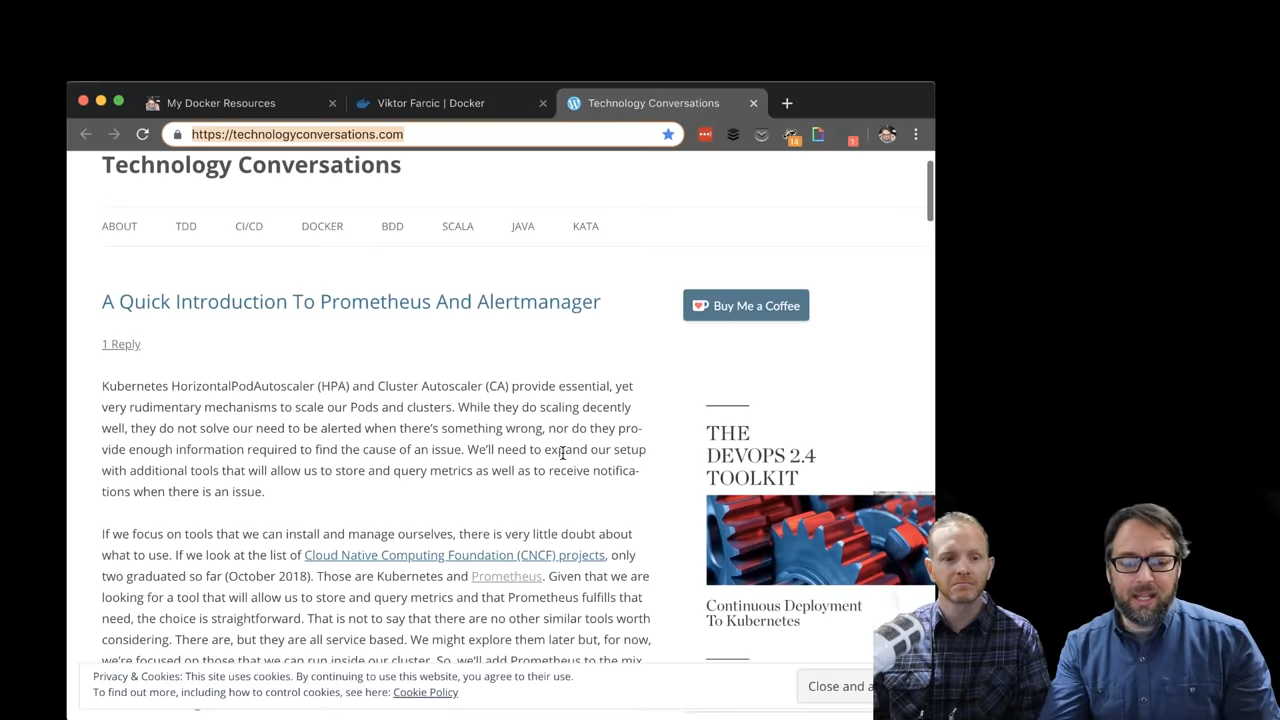 My Docker Resources
Viktor Farcic | Docker
Technology Conversations
https://technologyconversations.com
14
1
Technology Conversations
ABOUT TDD CI/CD DOCKER BDD SCALA JAVA KATA
A Quick Introduction To Prometheus And Alertmanager
1 Reply
Kubernetes HorizontalPodAutoscaler (HPA) and Cluster Autoscaler (CA) provide essential, yet
very rudimentary mechanisms to scale our Pods and clusters. While they do scaling decently
well, they do not solve our need to be alerted when there's something wrong, nor do they pro-
vide enough information required to find the cause of an issue. We'll need to expand our setup
with additional tools that will allow us to store and query metrics as well as to receive notifica-
tions when there is an issue.
If we focus on tools that we can install and manage ourselves, there is very little doubt about
what to use. If we look at the list of Cloud Native Computing Foundation (CNCF) projects, only
two graduated so far (October 2018). Those are Kubernetes and Prometheus. Given that we are
looking for a tool that will allow us to store and query metrics and that Prometheus fulfills that
need, the choice is straightforward. That is not to say that there are no other similar tools worth
considering. There are, but they are all service based. We might explore them later but, for now,
we're focused on those that we can run inside our cluster. So, we'll add Prometheus to the mix
Buy Me a Coffee
THE
DEVOPS 2.4
TOOLKIT
Continuous Deployment
To Kubernetes
Privacy & Cookies: This site uses cookies. By continuing to use this website, you agree to their use.
To find out more, including how to control cookies, see here: Cookie Policy
Close and a